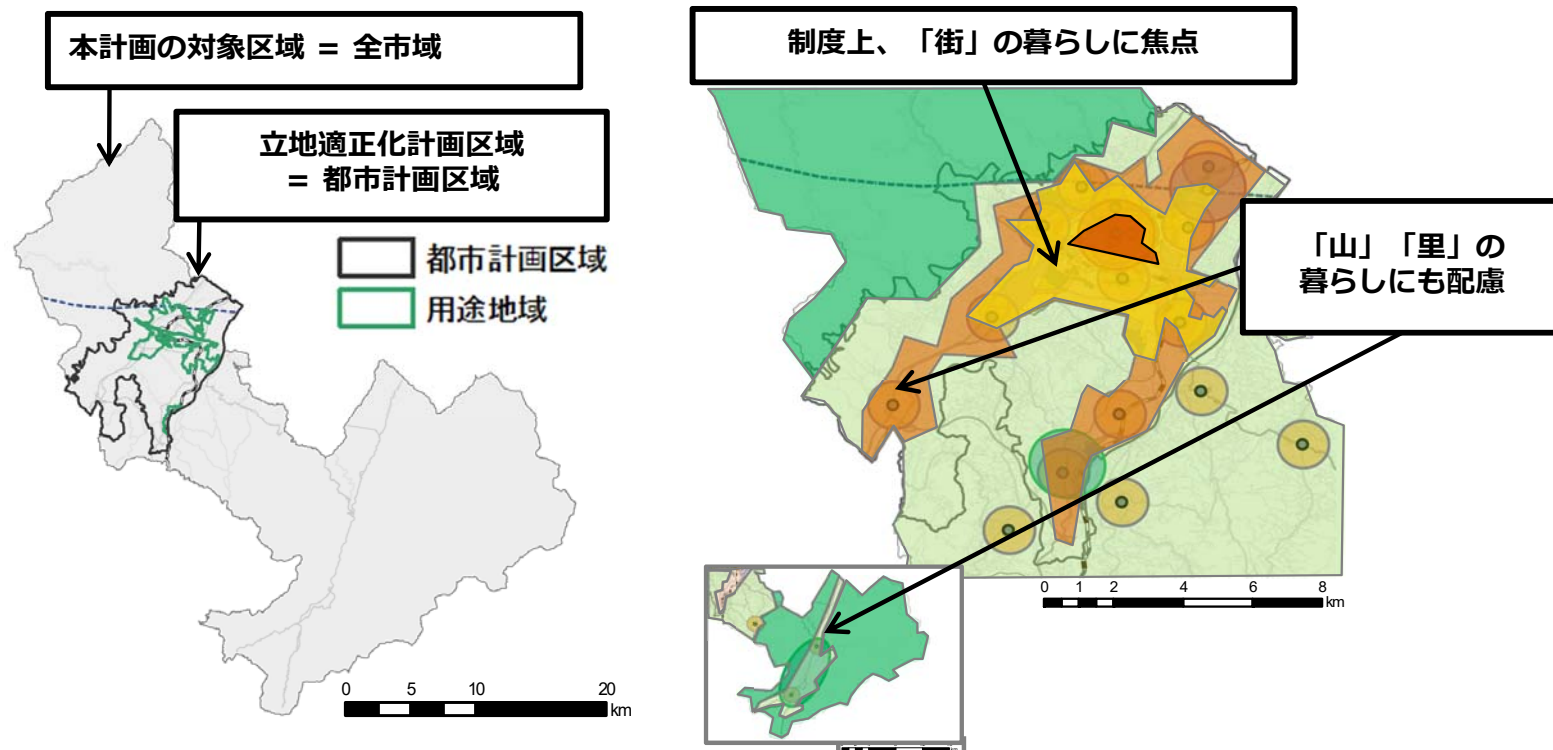 本計画の対象区域 = 全市域
立地適正化計画区域
= 都市計画区域
都市計画区域
用途地域
0 5 10 20
km
制度上、「街」の暮らしに焦点
「山」「里」の
暮らしにも配慮
0 1 2 4 6 8
km